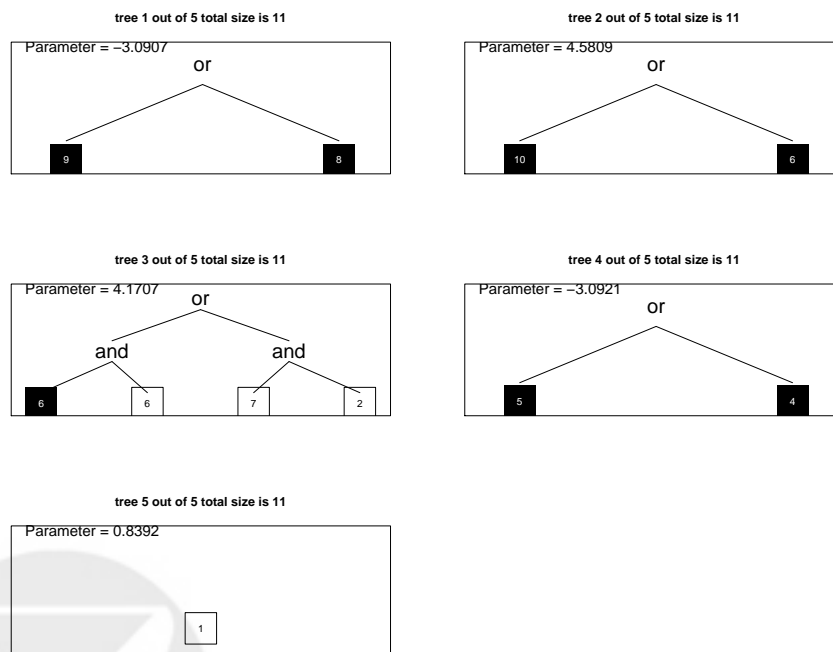 tree 1 out of 5 total size is 11
Parameter = −3.0907
or
9 8
tree 2 out of 5 total size is 11
Parameter = 4.5809
or
10 6
tree 3 out of 5 total size is 11
Parameter = 4.1707
or
and and
6 6 7 2
tree 4 out of 5 total size is 11
Parameter = −3.0921
or
5 4
tree 5 out of 5 total size is 11
Parameter = 0.8392
1